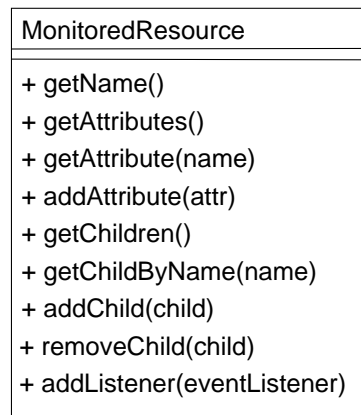 MonitoredResource
+ getName()
+ getAttributes()
+ getAttribute(name)
+ addAttribute(attr)
+ getChildren()
+ getChildByName(name)
+ addChild(child)
+ removeChild(child)
+ addListener(eventListener)